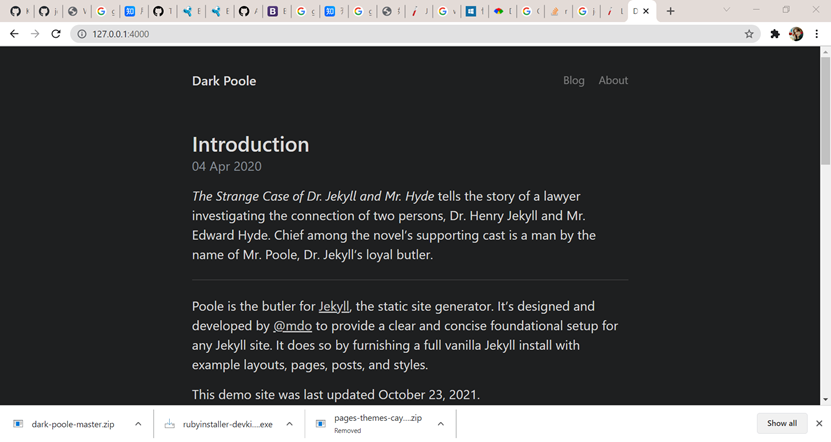 127.0.0.1:4000
Dark Poole
Blog
About
Introduction
04 Apr 2020
The Strange Case of Dr. Jekyll and Mr. Hyde tells the story of a lawyer
investigating the connection of two persons, Dr. Henry Jekyll and Mr.
Edward Hyde. Chief among the novel’s supporting cast is a man by the
name of Mr. Poole, Dr. Jekyll’s loyal butler.
Poole is the butler for Jekyll, the static site generator. It’s designed and
developed by @mdo to provide a clear and concise foundational setup for
any Jekyll site. It does so by furnishing a full vanilla Jekyll install with
example layouts, pages, posts, and styles.
This demo site was last updated October 23, 2021.
dark-poole-master.zip
rubyinstaller-devki....exe
pages-themes-cay....zip
Removed
Show all